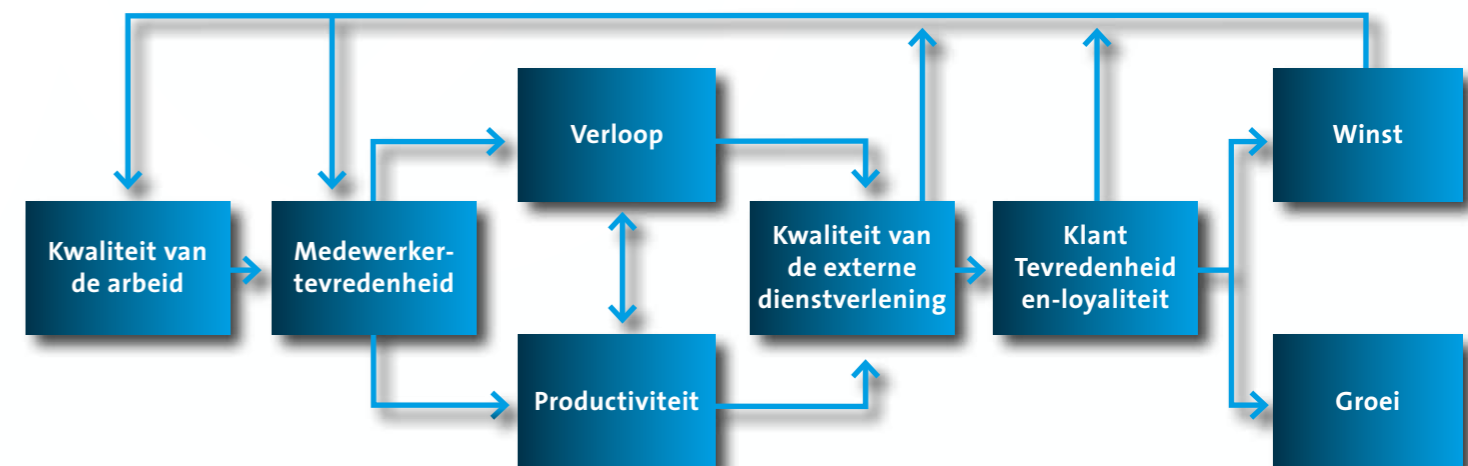 Verloop
Winst
Kwaliteit van
de arbeid
Medewerker-
tevredenheid
Kwaliteit van
de externe
dienstverlening
Klant
Tevredenheid
en-loyaliteit
Productiviteit
Groei